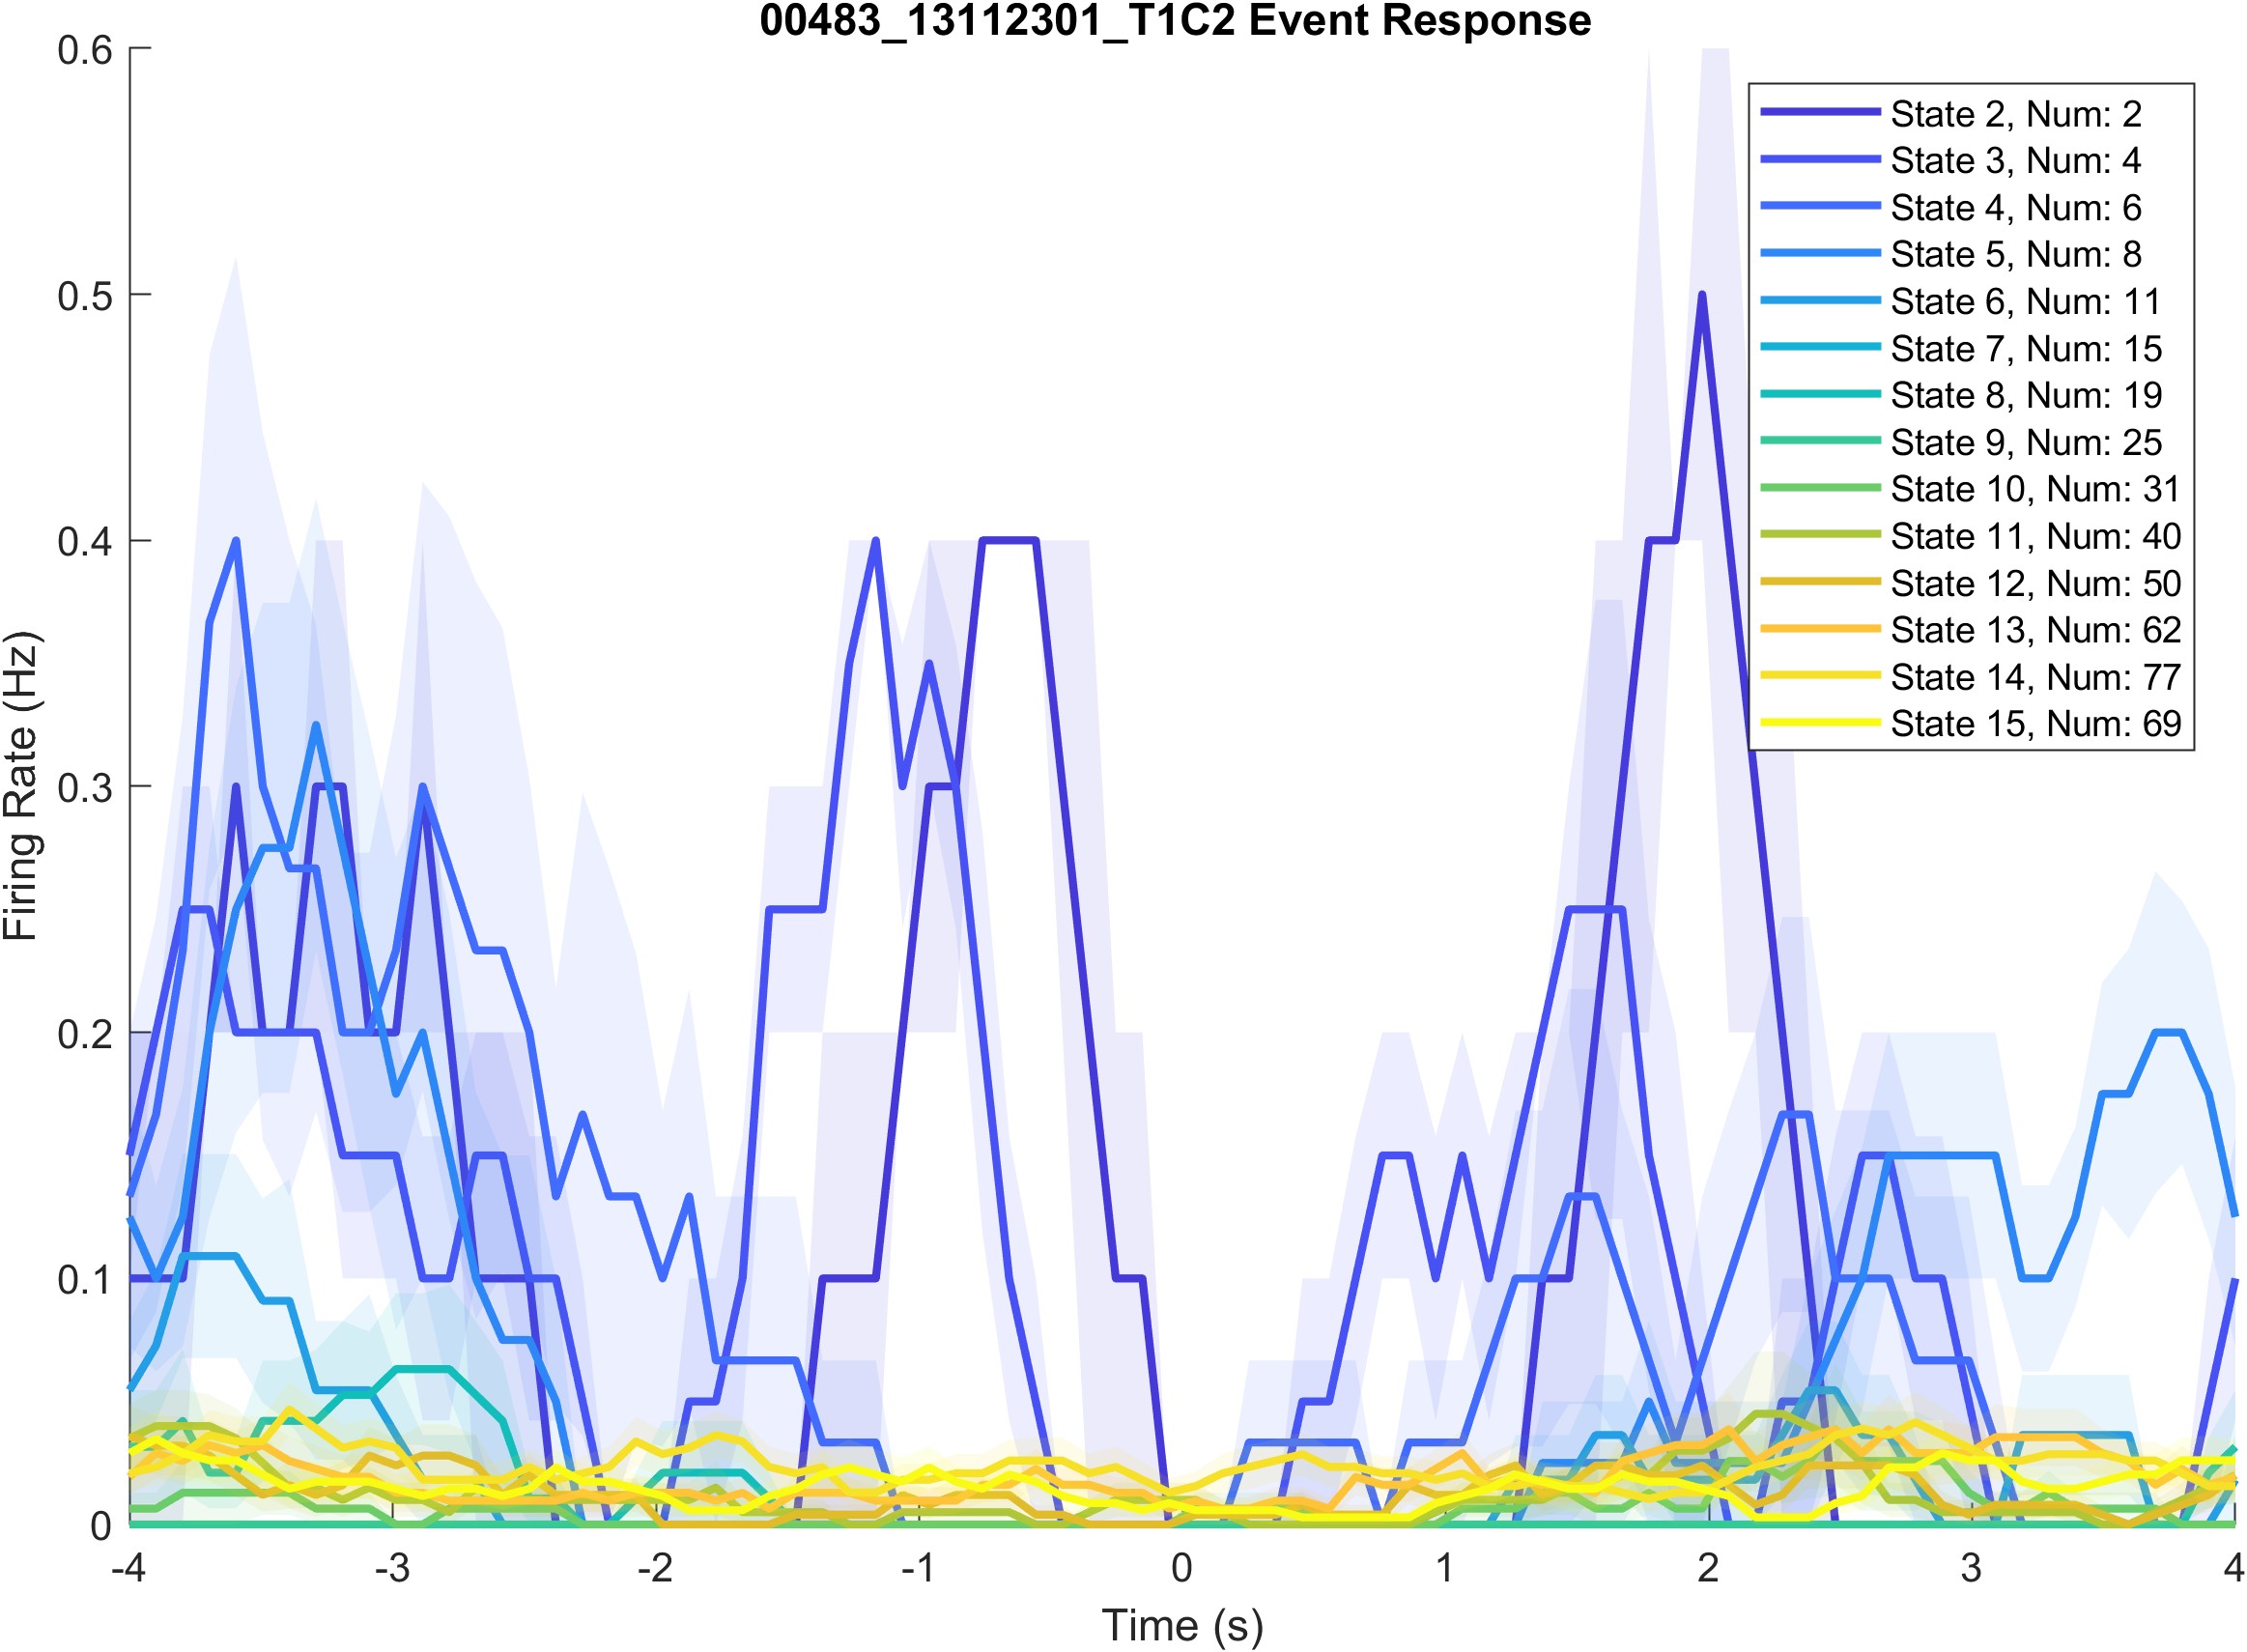 00483_13112301_T1C2 Event Response
0.6
0.5
0.4
0.3
0.2
0.1
0
Firing Rate (Hz)
-4
-3
-2
-1
0
1
2
3
4
Time (s)
State 2, Num: 2
State 3, Num: 4
State 4, Num: 6
State 5, Num: 8
State 6, Num: 11
State 7, Num: 15
State 8, Num: 19
State 9, Num: 25
State 10, Num: 31
State 11, Num: 40
State 12, Num: 50
State 13, Num: 62
State 14, Num: 77
State 15, Num: 69